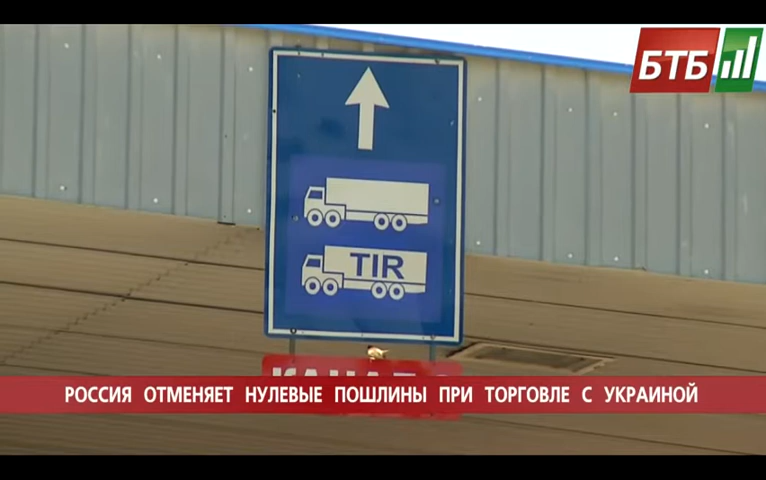 БТБ
TIR
РОССИЯ ОТМЕНЯЕТ НУЛЕВЫЕ ПОШЛИНЫ ПРИ ТОРГОВЛЕ С УКРАИНОЙ